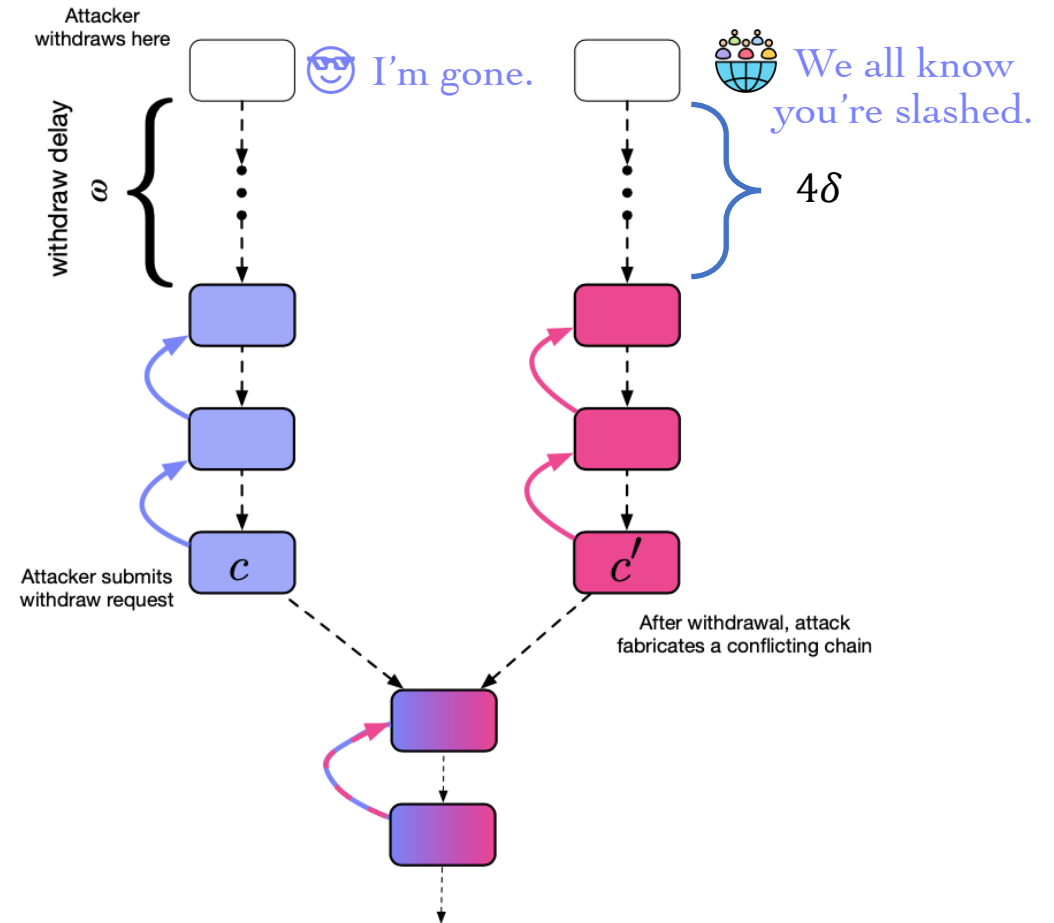 Attacker
withdraws here
I'm gone.
We all know
you're slashed.
withdraw delay
ω
4δ
c
c′
Attacker submits
withdraw request
After withdrawal, attack
fabricates a conflicting chain